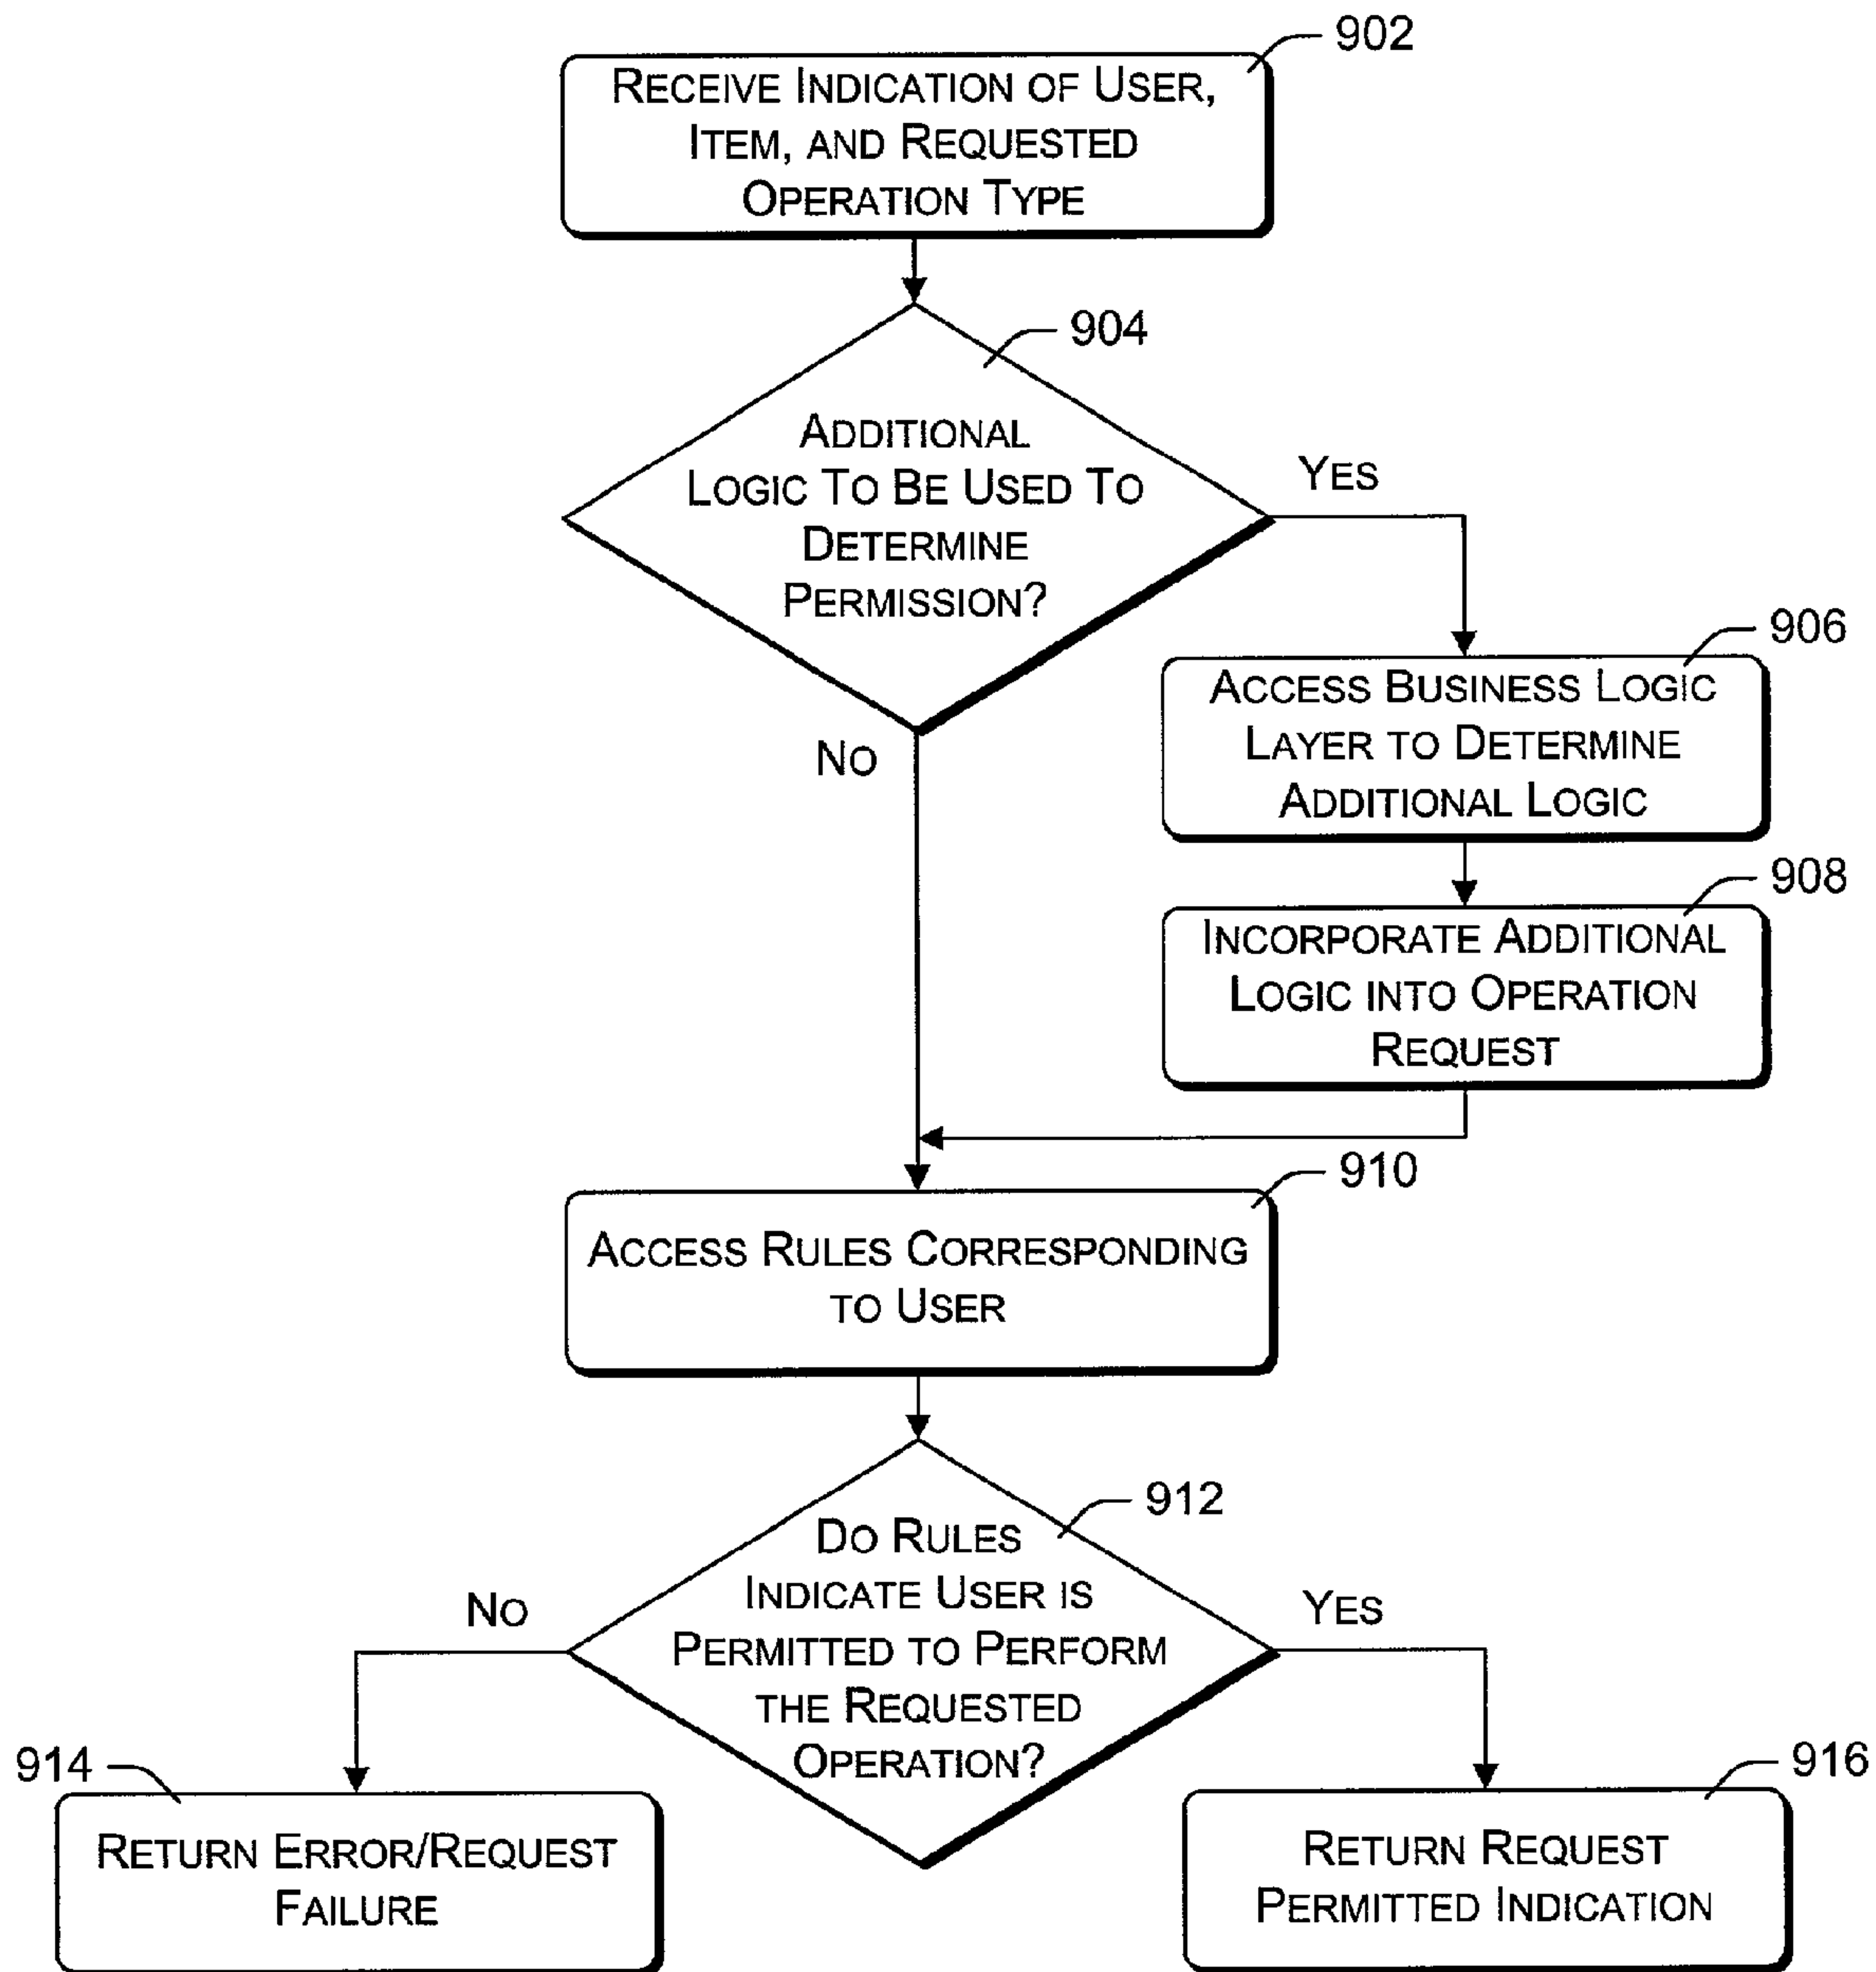 902
RECEIVE INDICATION OF USER,
ITEM, AND REQUESTED
OPERATION TYPE
904
ADDITIONAL
LOGIC TO BE USED TO
DETERMINE
PERMISSION?
YES
NO
906
ACCESS BUSINESS LOGIC
LAYER TO DETERMINE
ADDITIONAL LOGIC
908
INCORPORATE ADDITIONAL
LOGIC INTO OPERATION
REQUEST
910
ACCESS RULES CORRESPONDING
TO USER
912
DO RULES
INDICATE USER IS
PERMITTED TO PERFORM
THE REQUESTED
OPERATION?
NO
YES
914
RETURN ERROR/REQUEST
FAILURE
916
RETURN REQUEST
PERMITTED INDICATION